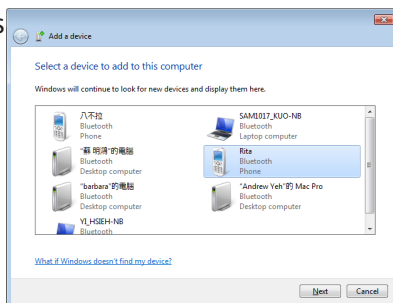 s
Add a device
Select a device to add to this computer
Windows will continue to look for new devices and display them here.
八不拉
Bluetooth
Phone
SAM1017_KUO-NB
Bluetooth
Laptop computer
"蘇 明鴻"的電腦
Bluetooth
Desktop computer
Rita
Bluetooth
Phone
"barbara"的電腦
Bluetooth
Desktop computer
"Andrew Yeh"的 Mac Pro
Bluetooth
Desktop computer
YI_HSIEH-NB
Bluetooth
What if Windows doesn't find my device?
Next
Cancel